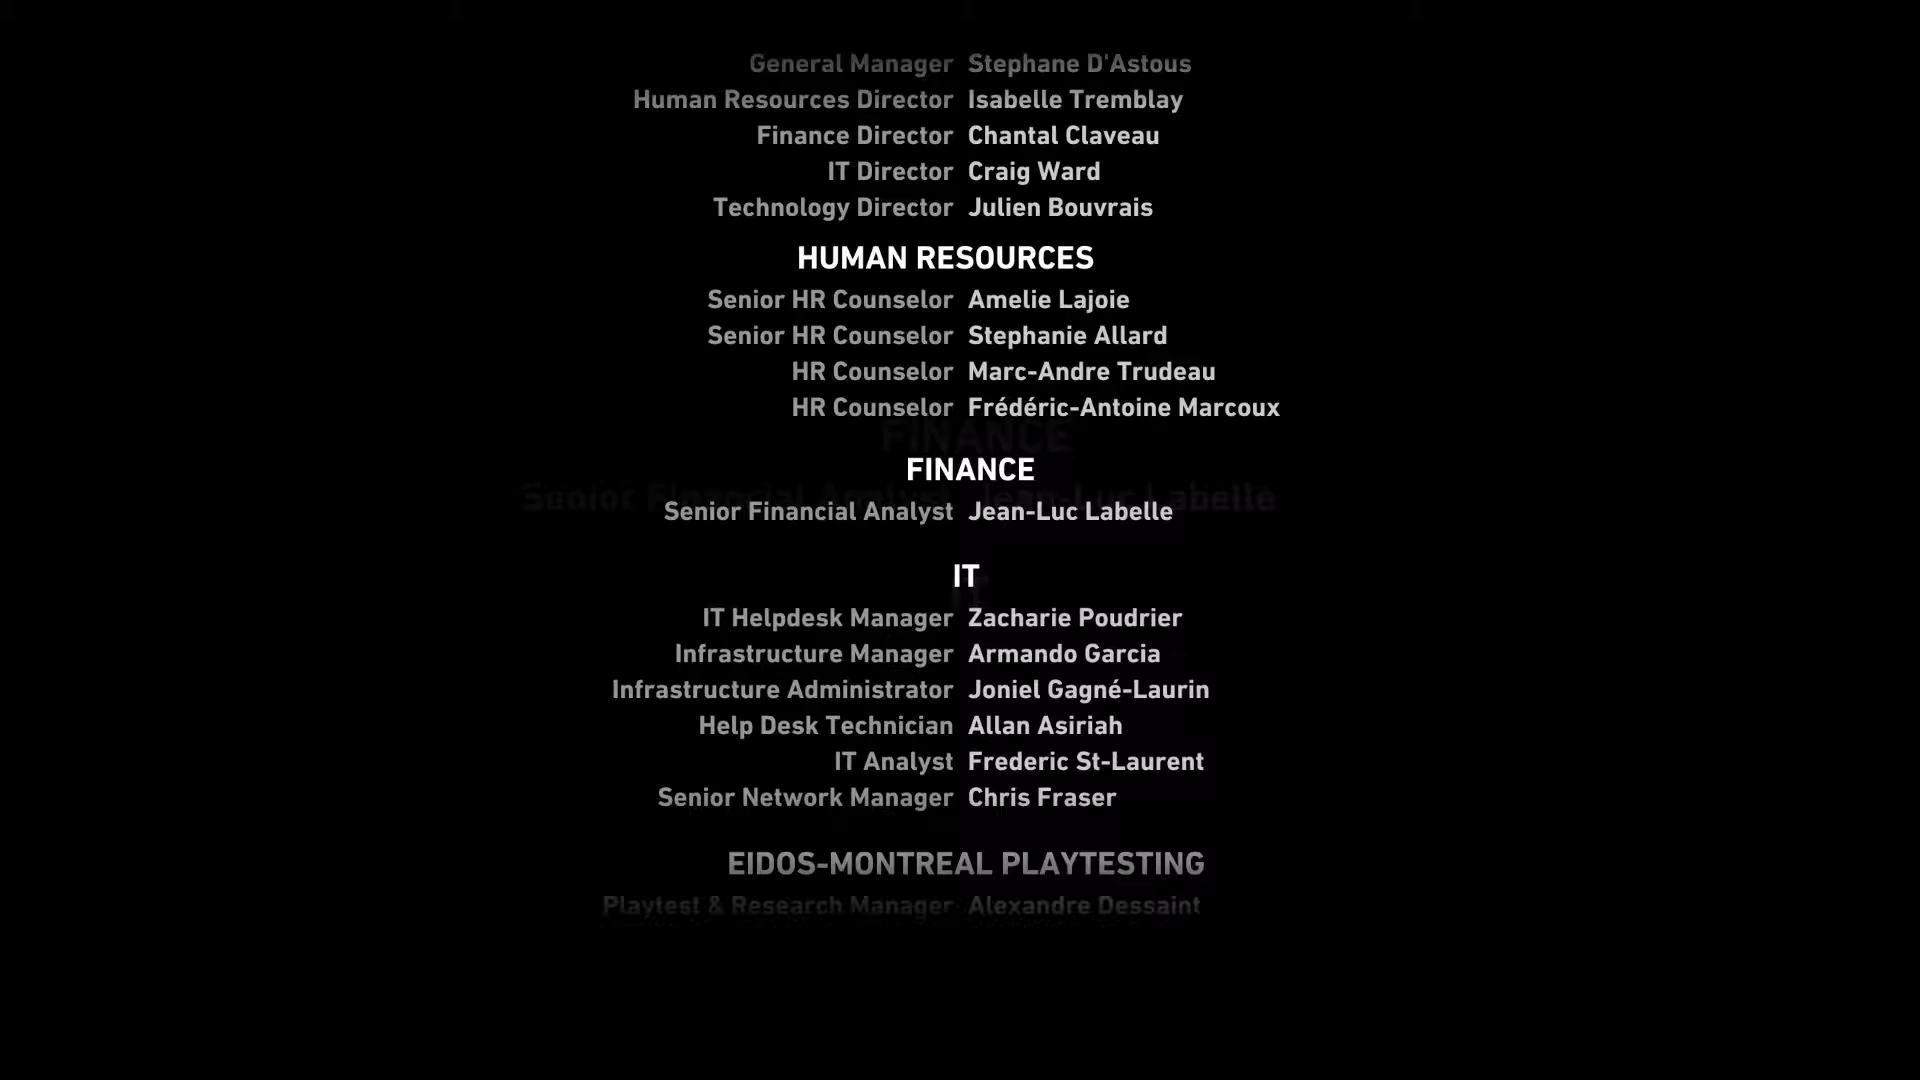 General Manager Stephane D'Astous
Human Resources Director Isabelle Tremblay
Finance Director Chantal Claveau
IT Director Craig Ward
Technology Director Julien Bouvrais
HUMAN RESOURCES
Senior HR Counselor Amelie Lajoie
Senior HR Counselor Stephanie Allard
HR Counselor Marc-Andre Trudeau
HR Counselor Frédéric-Antoine Marcoux
FINANCE
Senior Financial Analyst Jean-Luc Labelle
IT
IT Helpdesk Manager Zacharie Poudrier
Infrastructure Manager Armando Garcia
Infrastructure Administrator Joniel Gagné-Laurin
Help Desk Technician Allan Asiriah
IT Analyst Frederic St-Laurent
Senior Network Manager Chris Fraser
EIDOS-MONTREAL PLAYTESTING
Playtest & Research Manager Alexandre Dessaint